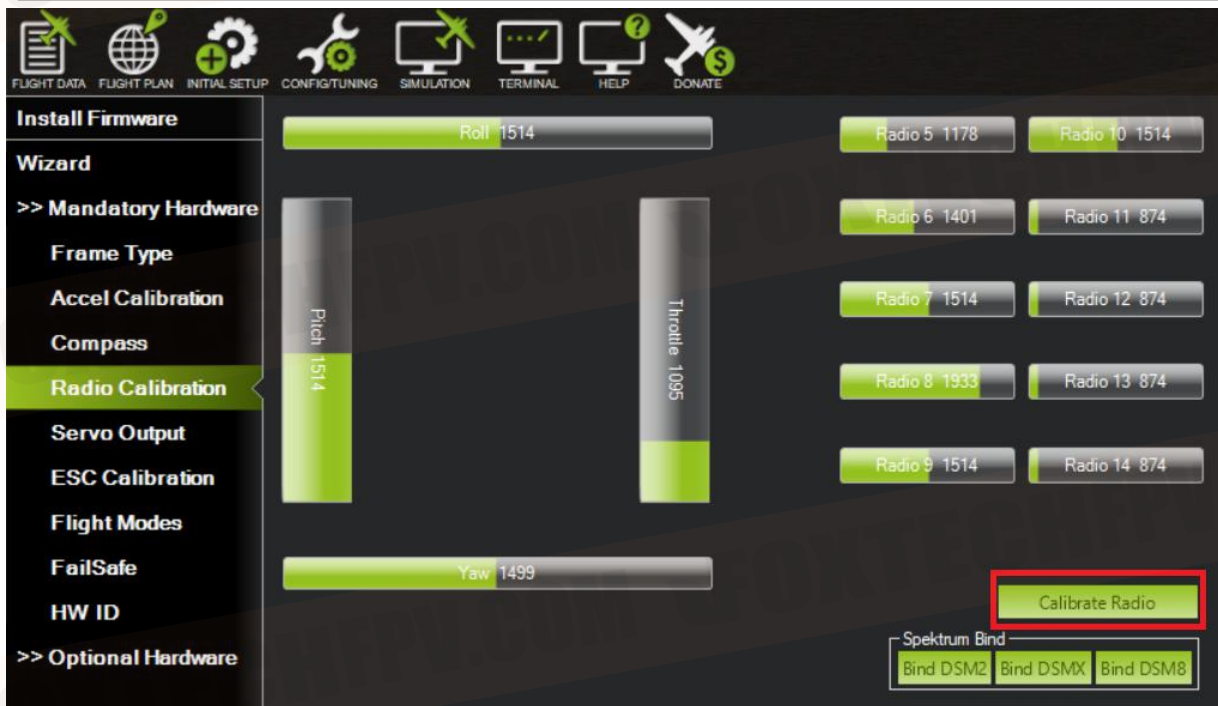 FLIGHT DATA FLIGHT PLAN INITIAL SETUP CONFIG/TUNING SIMULATION TERMINAL HELP DONATE
Install Firmware
Wizard
>> Mandatory Hardware
Frame Type
Accel Calibration
Compass
Radio Calibration
Servo Output
ESC Calibration
Flight Modes
FailSafe
HW ID
>> Optional Hardware
Roll 1514
Pitch 1514
Throttle 1095
Yaw 1499
Radio 5 1178
Radio 10 1514
Radio 6 1401
Radio 11 874
Radio 7 1514
Radio 12 874
Radio 8 1933
Radio 13 874
Radio 9 1514
Radio 14 874
Calibrate Radio
Spektrum Bind
Bind DSM2 Bind DSMX Bind DSM8